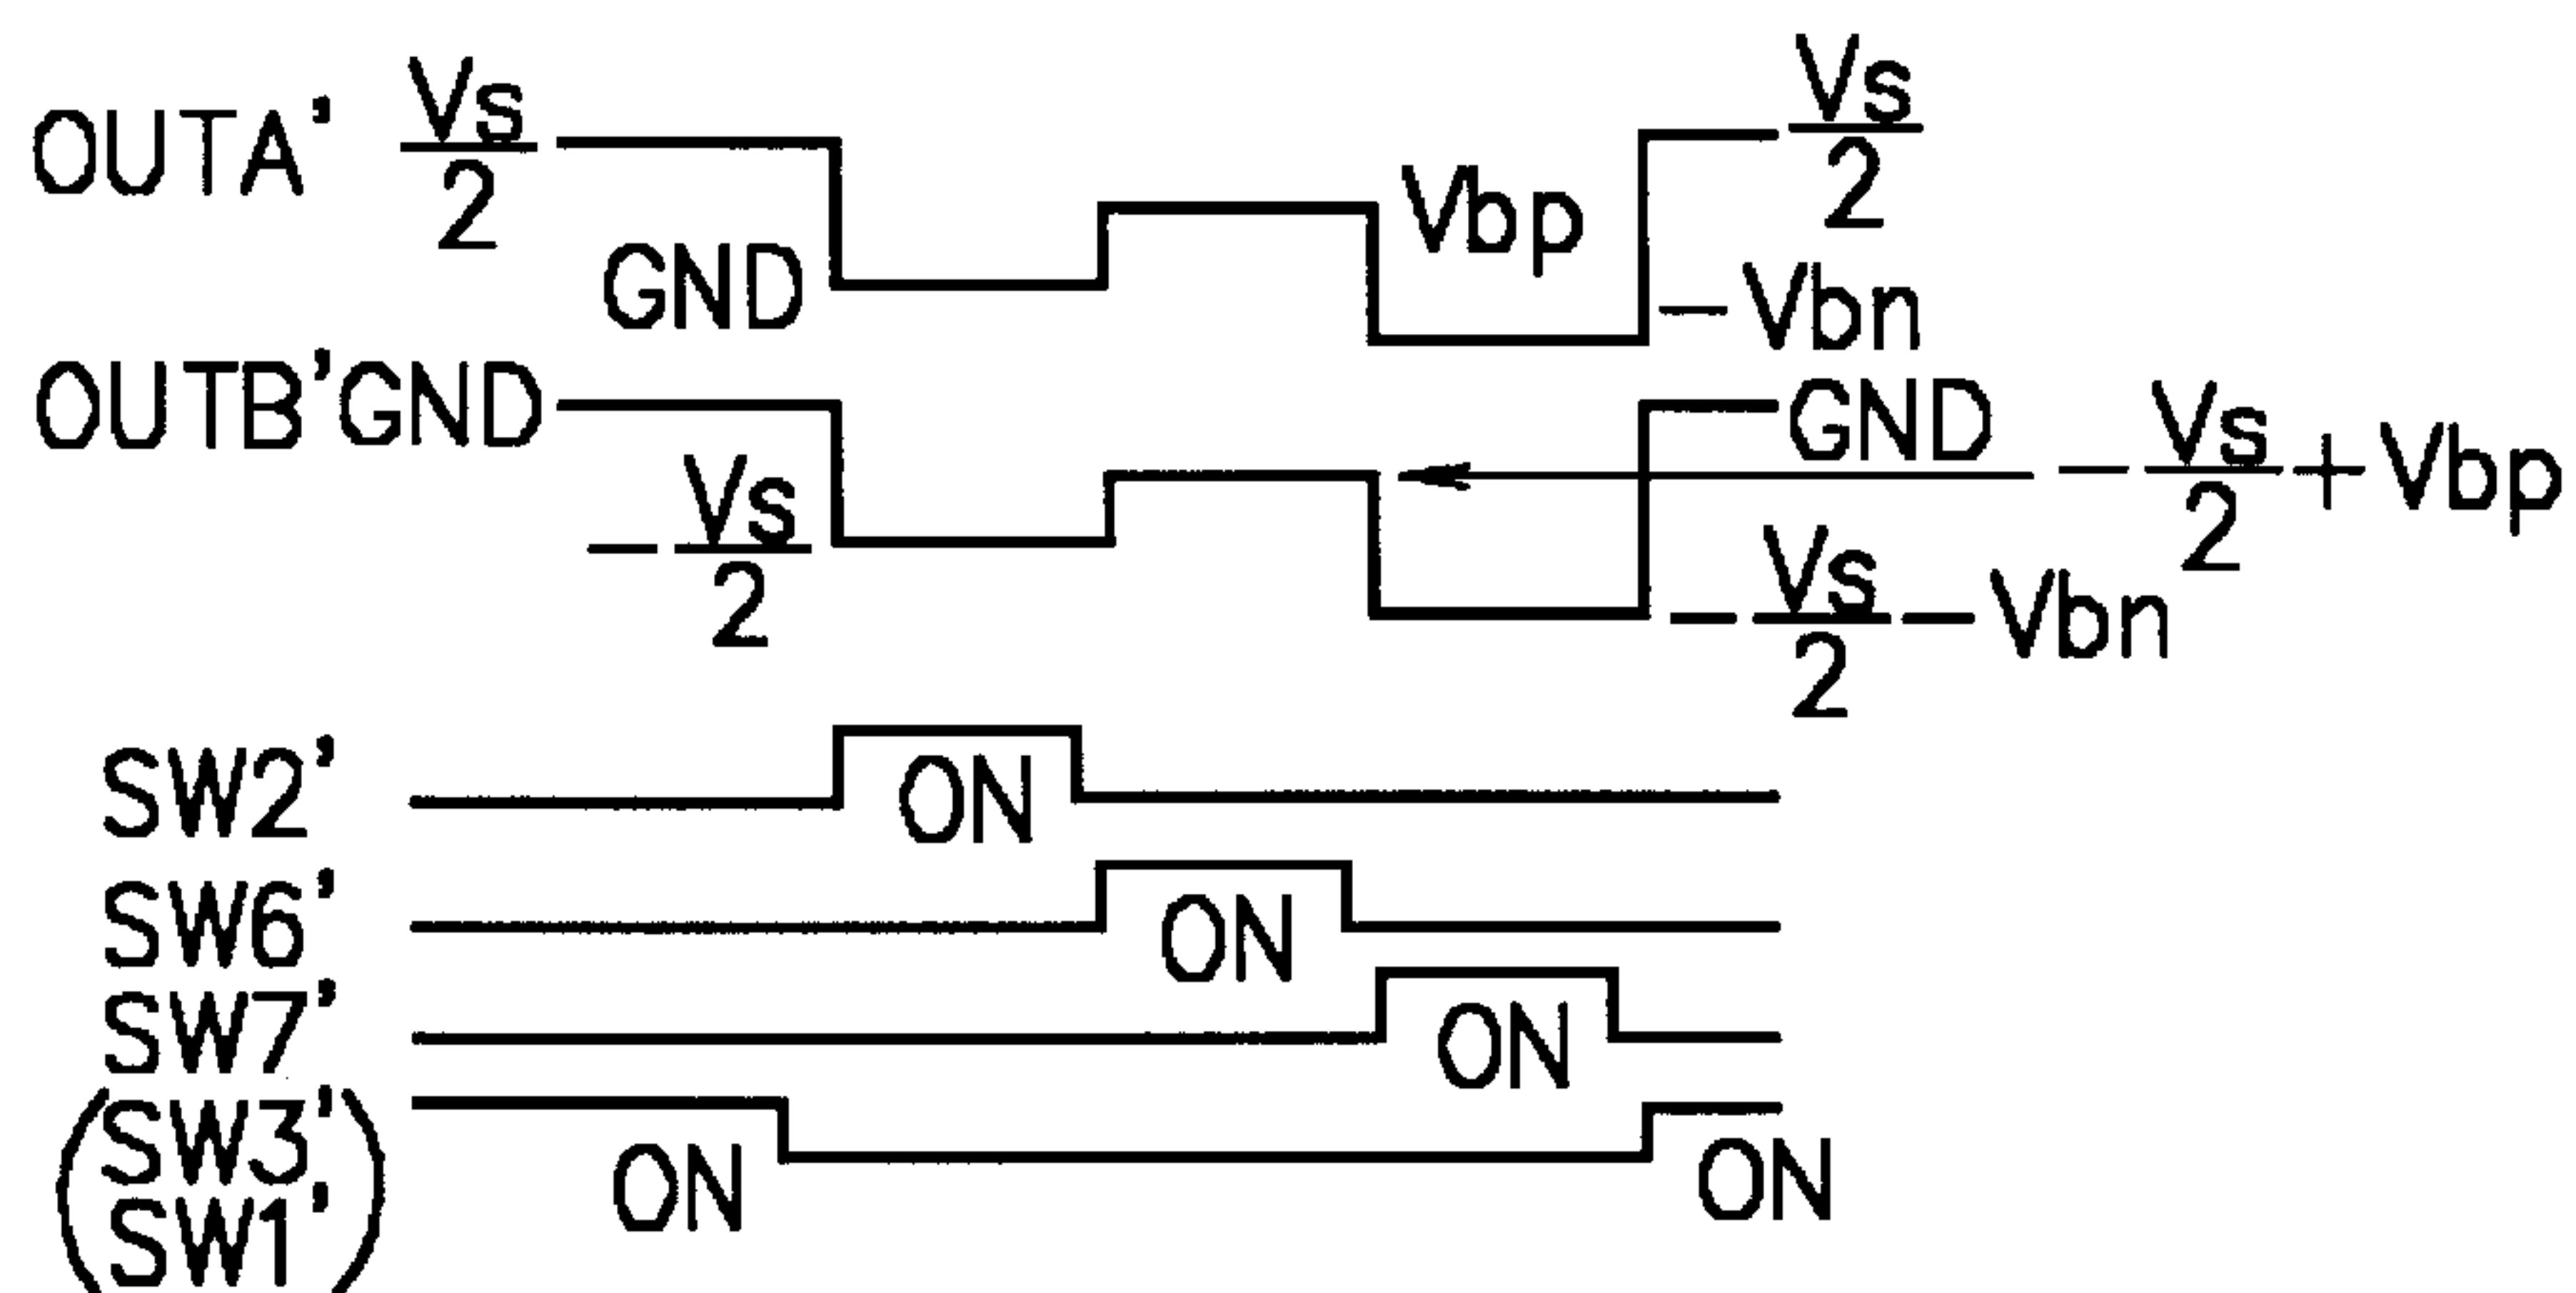 OUTA' Vs/2 GND Vbp Vs/2
-Vbn
OUTB' GND -Vs/2 GND -Vs/2+Vbp
-Vs/2-Vbn
SW2' ON
SW6' ON
SW7' ON
(SW3', SW1') ON ON